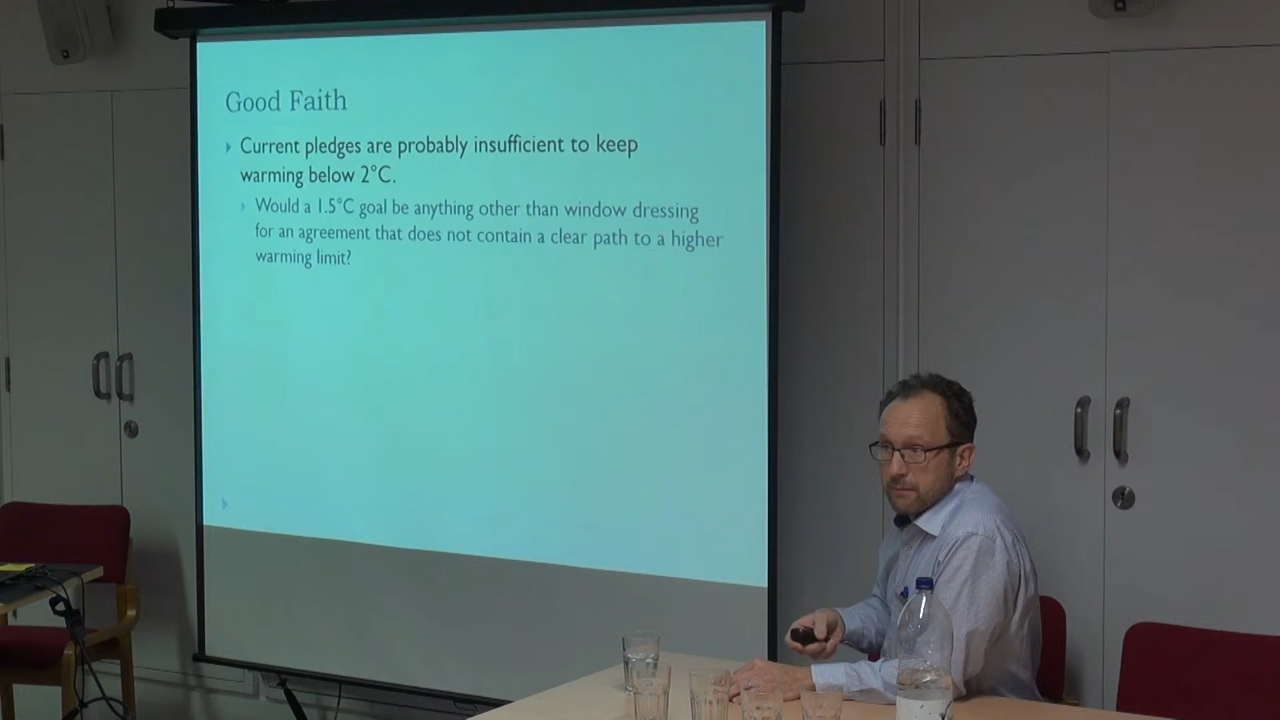 Good Faith
Current pledges are probably insufficient to keep
warming below 2°C.
Would a 1.5°C goal be anything other than window dressing
for an agreement that does not contain a clear path to a higher
warming limit?